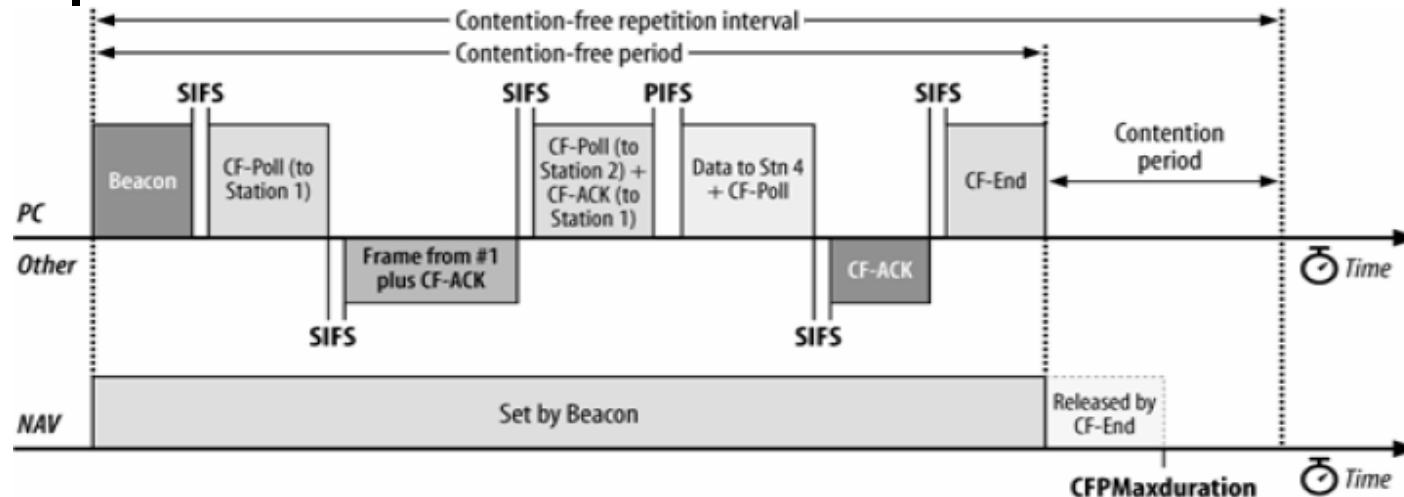 Contention-free repetition interval
Contention-free period
SIFS
SIFS
PIFS
SIFS
Beacon
CF-Poll (to
Station 1)
CF-Poll (to
Station 2) +
CF-ACK (to
Station 1)
Data to Stn 4
+ CF-Poll
CF-End
Contention
period
PC
Other
Frame from #1
plus CF-ACK
CF-ACK
Time
SIFS
SIFS
Set by Beacon
Released by
CF-End
NAV
Time
CFPMaxduration